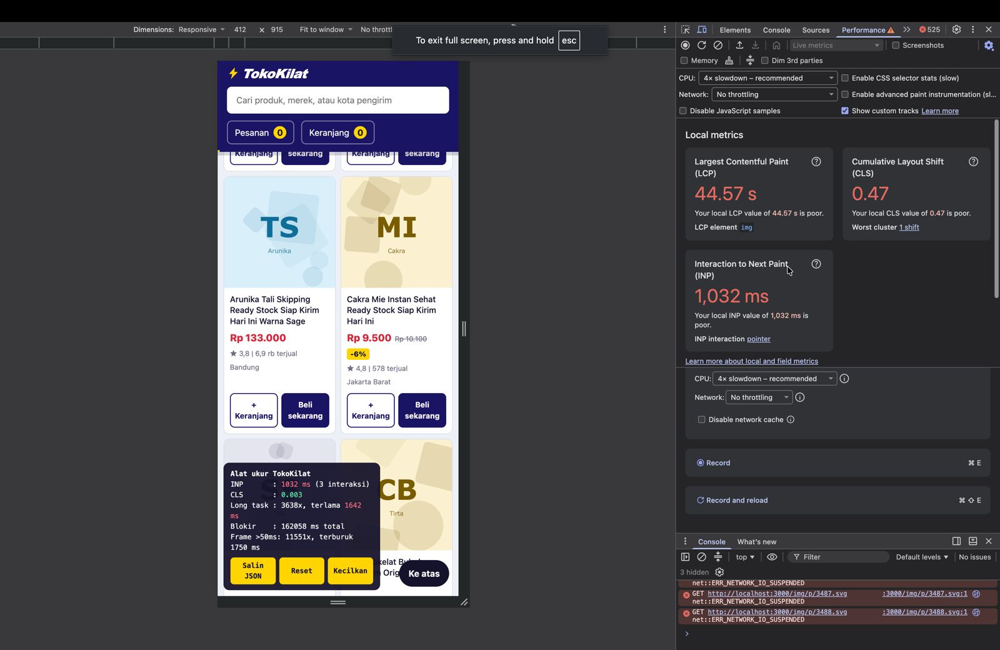 Dimensions: Responsive 412 × 915 Fit to window No thrott
To exit full screen, press and hold esc
TokoKilat
Cari produk, merek, atau kota pengirim
Pesanan 0 Keranjang 0
Keranjang sekarang Keranjang sekarang
TS
Arunika
MI
Cakra
Arunika Tali Skipping
Ready Stock Siap Kirim
Hari Ini Warna Sage
Rp 133.000
★ 3,8 | 6,9 rb terjual
Bandung
+
Keranjang
Beli
sekarang
Cakra Mie Instan Sehat
Ready Stock Siap Kirim
Hari Ini
Rp 9.500 Rp 10.100
-6%
★ 4,8 | 578 terjual
Jakarta Barat
+
Keranjang
Beli
sekarang
CB
Tirta
Alat ukur TokoKilat
INP : 1032 ms (3 interaksi)
CLS : 0.003
Long task : 3638x, terlama 1642
ms
Blokir : 162058 ms total
Frame >50ms: 11551x, terburuk
1750 ms
Salin
JSON
Reset
Kecilkan
Ke atas
Elements Console Sources Performance 525
Live metrics Screenshots
Memory Dim 3rd parties
CPU: 4× slowdown – recommended Enable CSS selector stats (slow)
Network: No throttling Enable advanced paint instrumentation (sl...
Disable JavaScript samples Show custom tracks Learn more
Local metrics
Largest Contentful Paint
(LCP)
44.57 s
Your local LCP value of 44.57 s is poor.
LCP element img
Cumulative Layout Shift
(CLS)
0.47
Your local CLS value of 0.47 is poor.
Worst cluster 1 shift
Interaction to Next Paint
(INP)
1,032 ms
Your local INP value of 1,032 ms is
poor.
INP interaction pointer
Learn more about local and field metrics
CPU: 4× slowdown – recommended
Network: No throttling
Disable network cache
Record ⌘ E
Record and reload ⌘ ⇧ E
Console What's new
top Filter Default levels No issues
3 hidden
net::ERR_NETWORK_IO_SUSPENDED
GET http://localhost:3000/img/p/3487.svg :3000/img/p/3487.svg:1
net::ERR_NETWORK_IO_SUSPENDED
GET http://localhost:3000/img/p/3488.svg :3000/img/p/3488.svg:1
net::ERR_NETWORK_IO_SUSPENDED